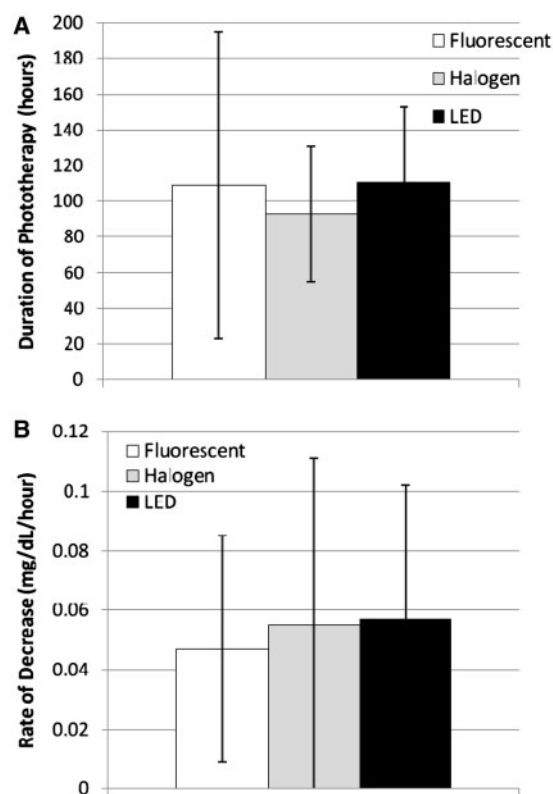 A
Duration of Phototherapy (hours)
200
180
160
140
120
100
80
60
40
20
0
Fluorescent
Halogen
LED
B
Rate of Decrease (mg/dL/hour)
0.12
0.1
0.08
0.06
0.04
0.02
0
Fluorescent
Halogen
LED